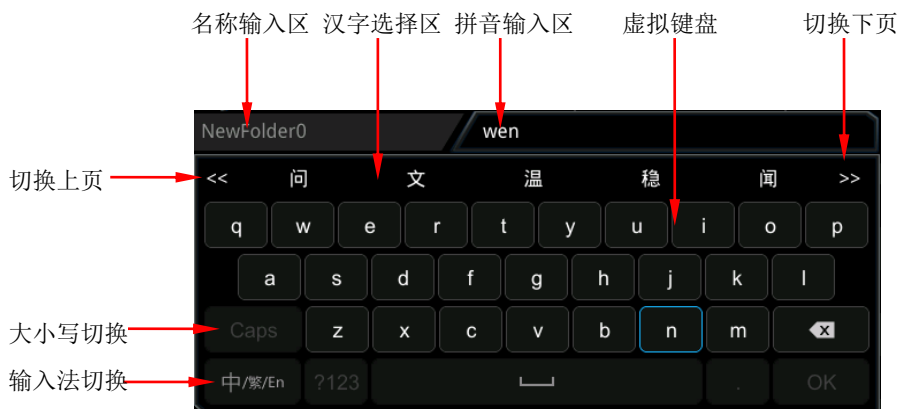 名称输入区 汉字选择区 拼音输入区 虚拟键盘 切换下页
NewFolder0 wen
切换上页 << 问 文 温 稳 闻 >>
q w e r t y u i o p
a s d f g h j k l
大小写切换 Caps z x c v b n m x
输入法切换 中/繁/En ?123 . OK